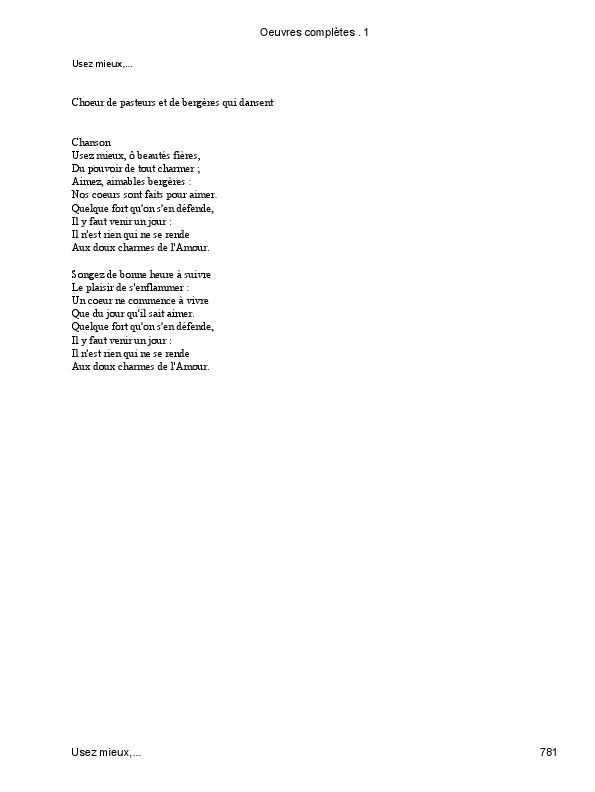 Oeuvres complètes . 1
Usez mieux,...
Choeur de pasteurs et de bergères qui dansent
Chanson
Usez mieux, ô beautés fières,
Du pouvoir de tout charmer ;
Aimez, aimables bergères :
Nos coeurs sont faits pour aimer.
Quelque fort qu'on s'en défende,
Il y faut venir un jour :
Il n'est rien qui ne se rende
Aux doux charmes de l'Amour.
Songez de bonne heure à suivre
Le plaisir de s'enflammer :
Un coeur ne commence à vivre
Que du jour qu'il sait aimer.
Quelque fort qu'on s'en défende,
Il y faut venir un jour :
Il n'est rien qui ne se rende
Aux doux charmes de l'Amour.
Usez mieux,... 781